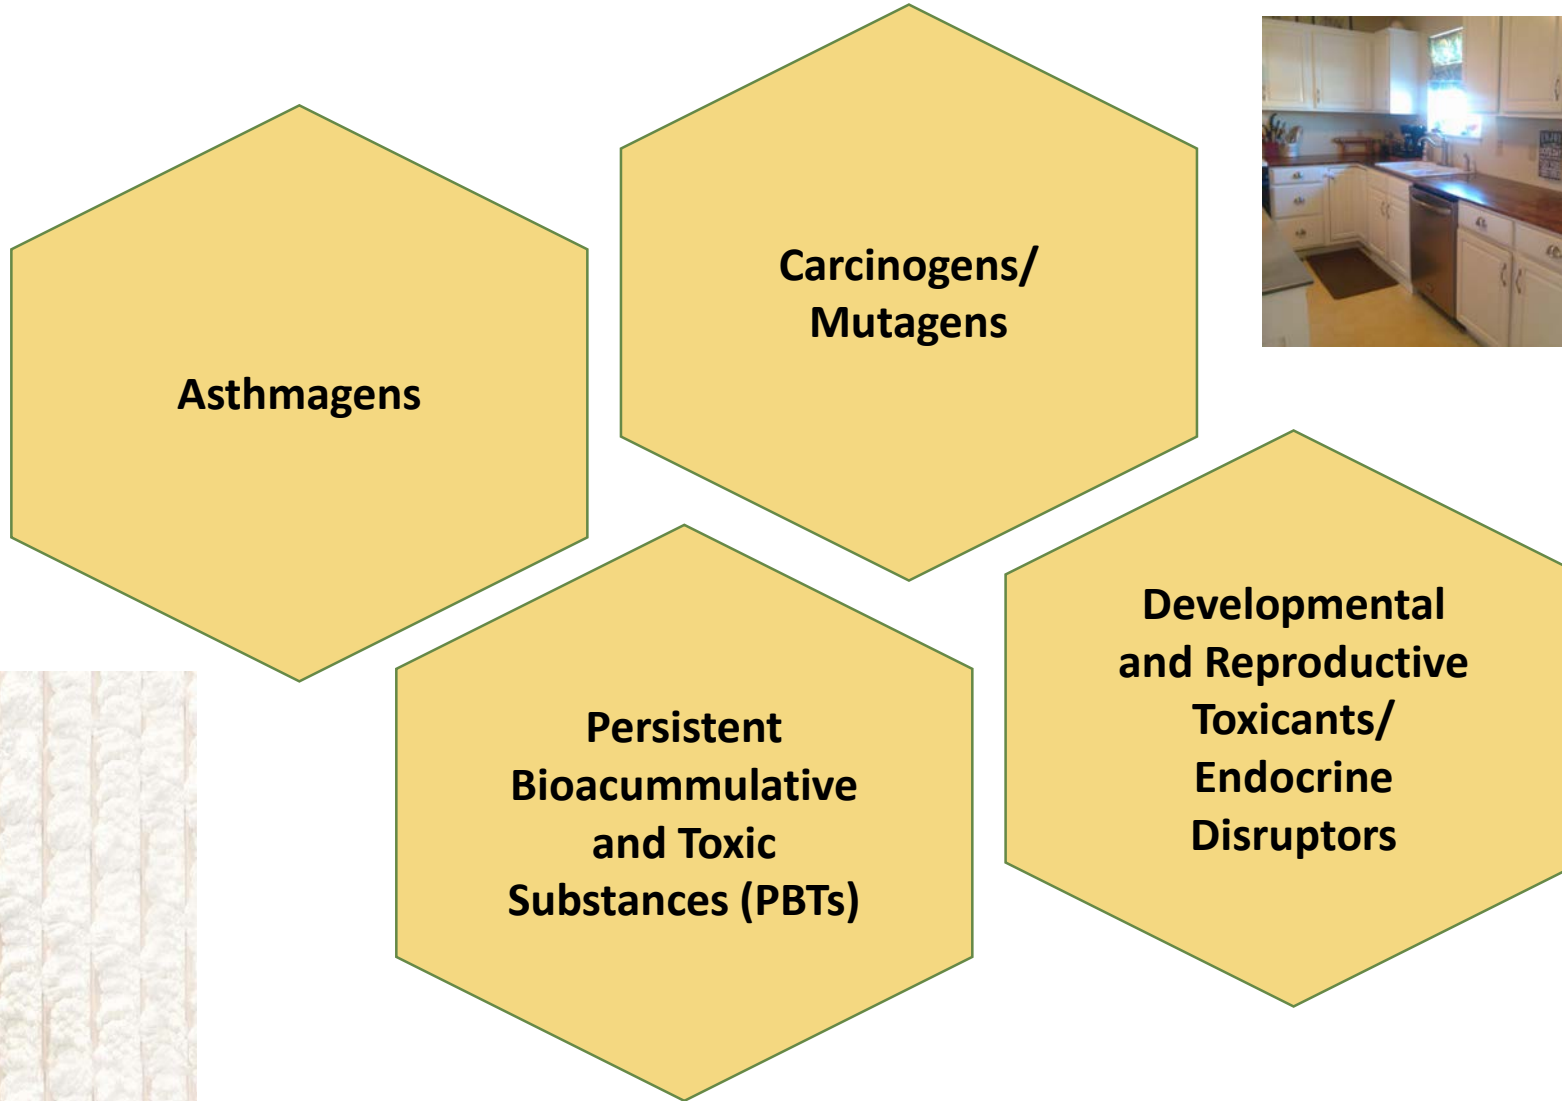 Asthmagens
Carcinogens/
Mutagens
Persistent
Bioacummulative
and Toxic
Substances (PBTs)
Developmental
and Reproductive
Toxicants/
Endocrine
Disruptors